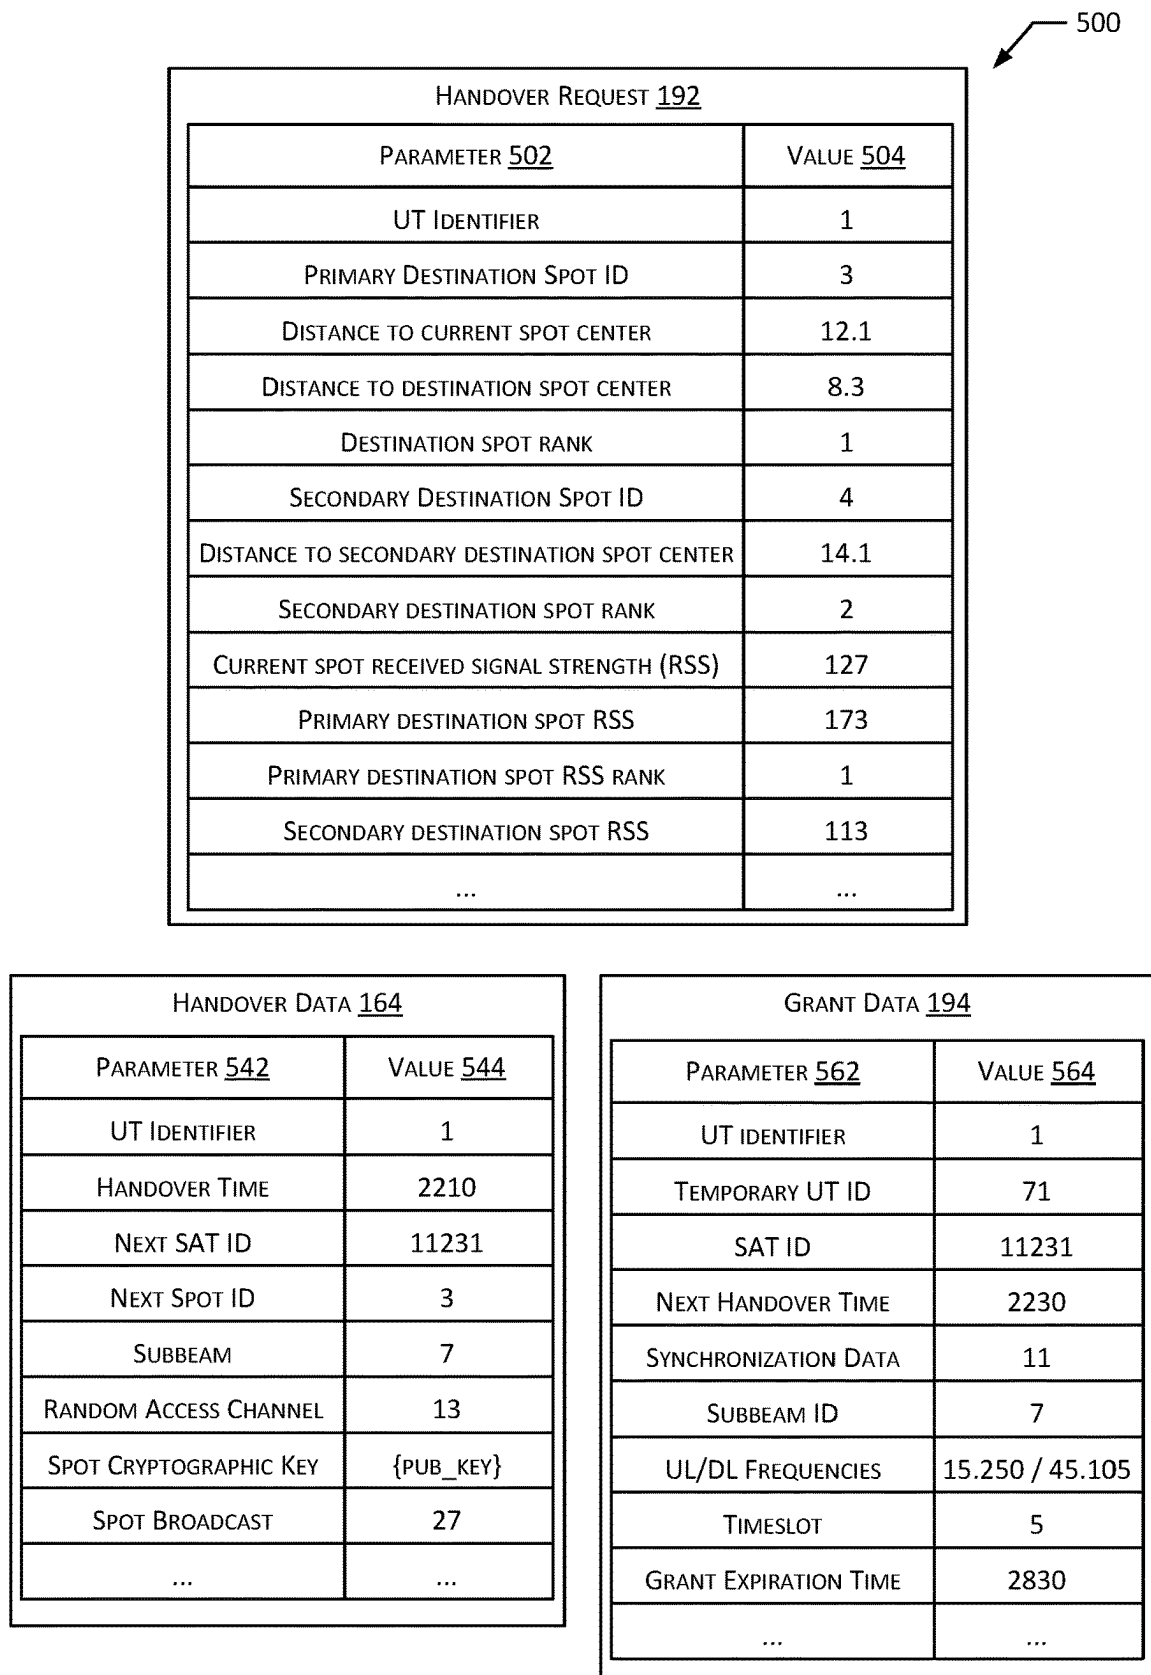 500
Handover Request 192
Parameter 502 Value 504
UT Identifier 1
Primary Destination Spot ID 3
Distance to current spot center 12.1
Distance to destination spot center 8.3
Destination spot rank 1
Secondary Destination Spot ID 4
Distance to secondary destination spot center 14.1
Secondary destination spot rank 2
Current spot received signal strength (RSS) 127
Primary destination spot RSS 173
Primary destination spot RSS rank 1
Secondary destination spot RSS 113
... ...
Handover Data 164
Parameter 542 Value 544
UT Identifier 1
Handover Time 2210
Next SAT ID 11231
Next Spot ID 3
Subbeam 7
Random Access Channel 13
Spot Cryptographic Key {pub_key}
Spot Broadcast 27
... ...
Grant Data 194
Parameter 562 Value 564
UT identifier 1
Temporary UT ID 71
SAT ID 11231
Next Handover Time 2230
Synchronization Data 11
Subbeam ID 7
UL/DL Frequencies 15.250 / 45.105
Timeslot 5
Grant Expiration Time 2830
... ...